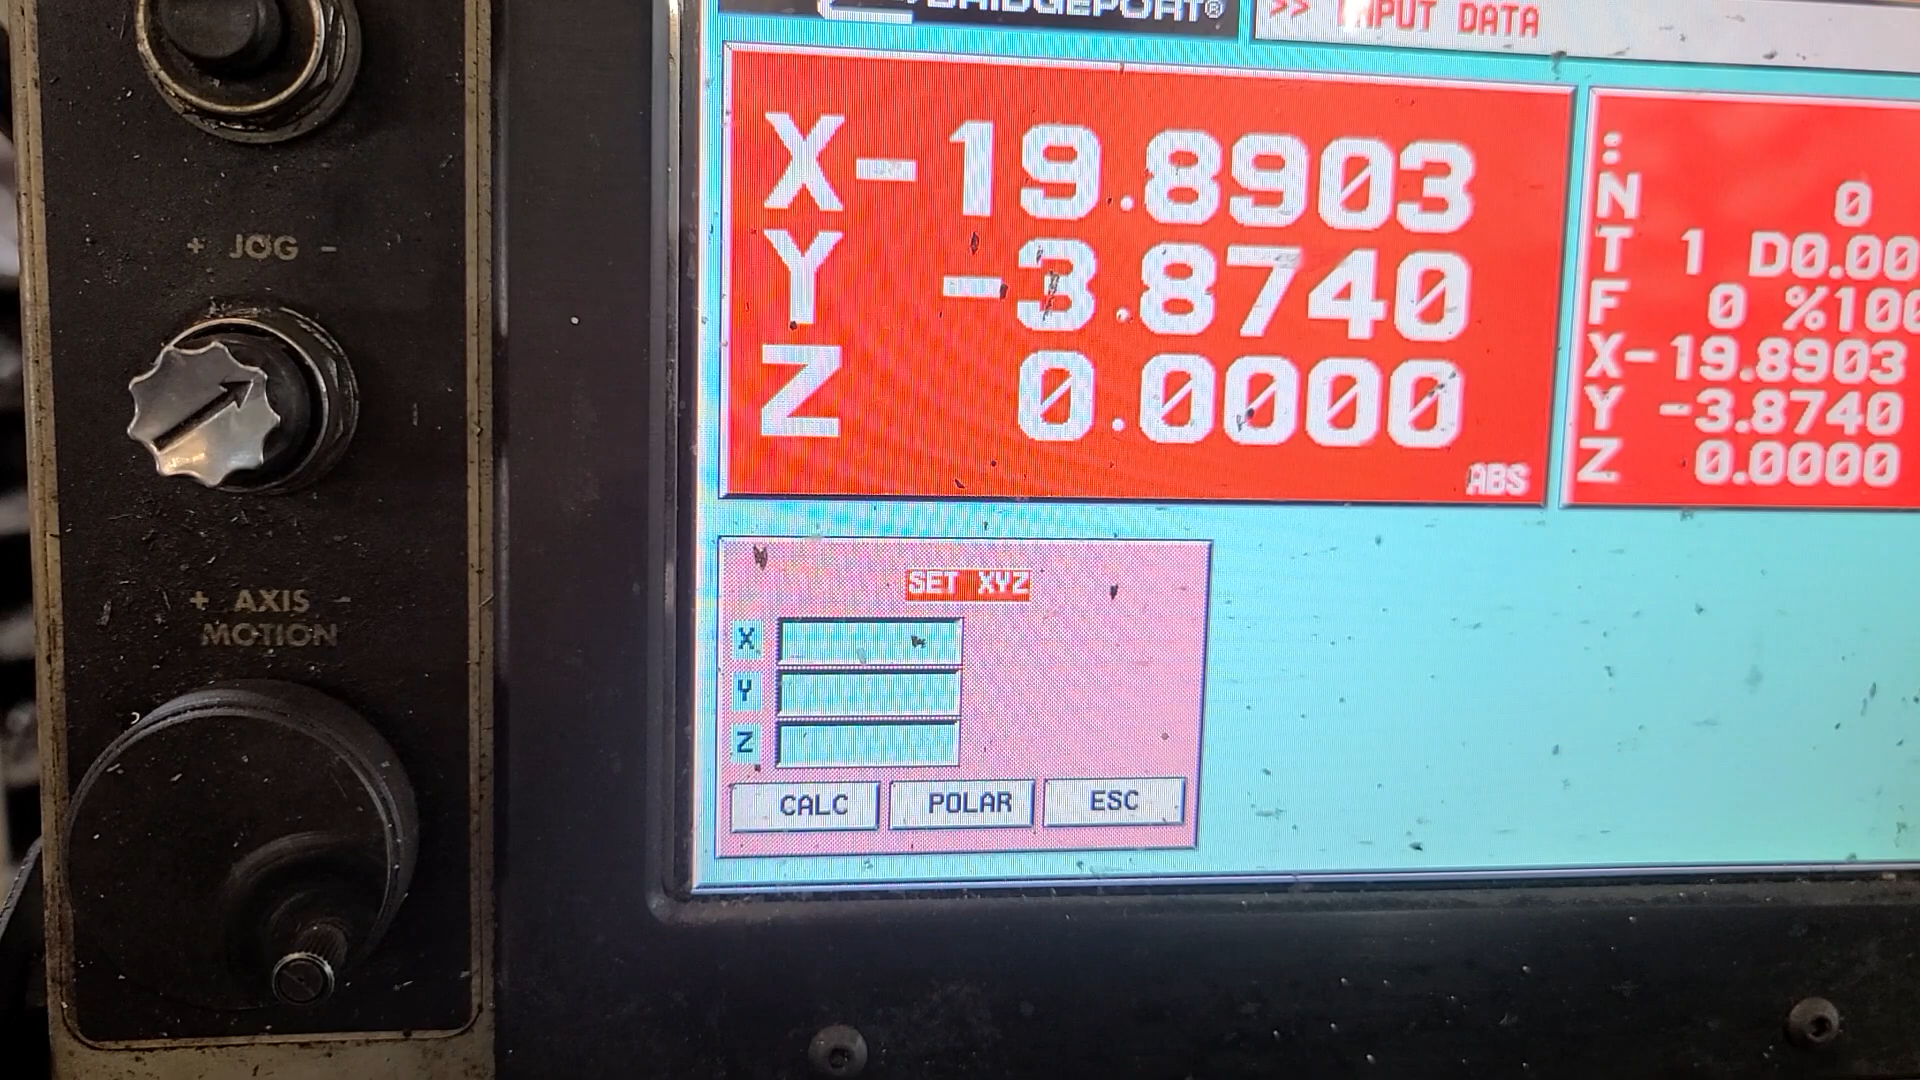 BRIDGEPORT®
>> INPUT DATA
X-19.8903
Y -3.8740
Z 0.0000
ABS
:
N 0
T 1 D0.00
F 0 %100
X-19.8903
Y -3.8740
Z 0.0000
+ JOG -
+ AXIS -
MOTION
SET XYZ
X
Y
Z
CALC POLAR ESC